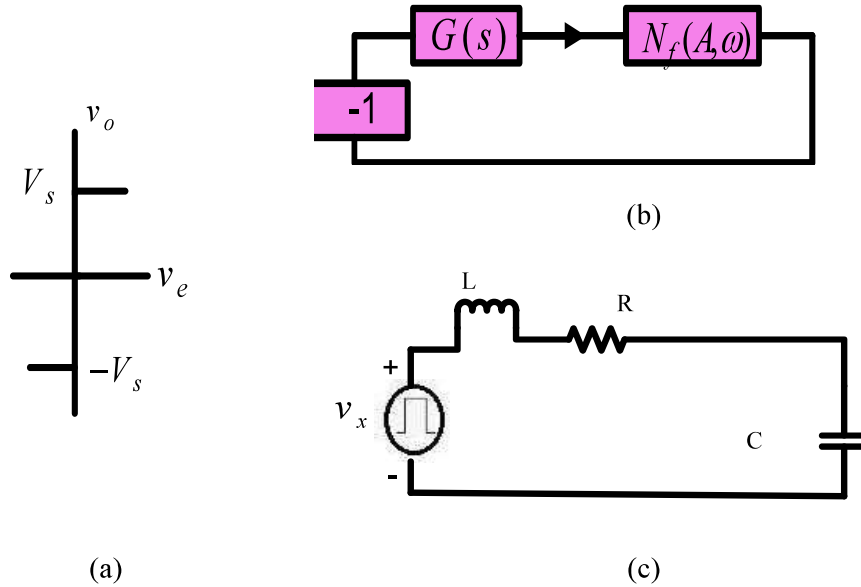 v_o
V_s
v_e
−V_s
(a)
G(s)
N_f(A,ω)
-1
(b)
L
R
+
v_x
-
C
(c)